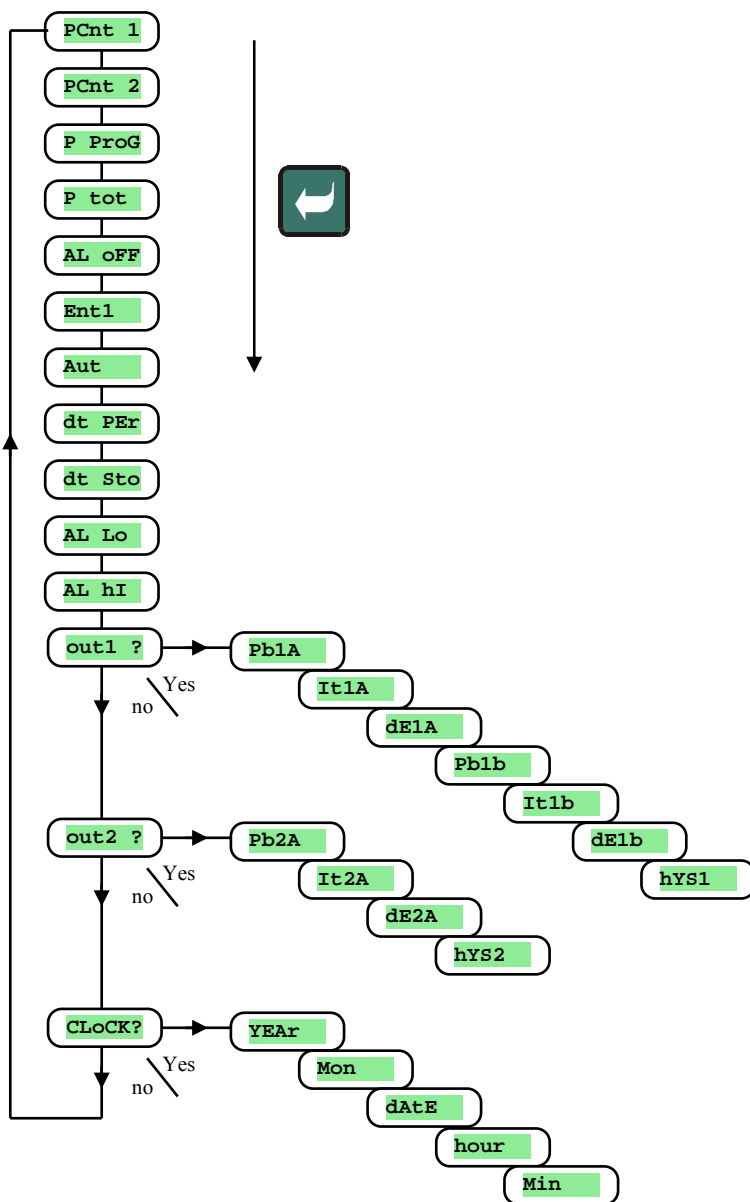 PCnt 1
PCnt 2
P ProG
P tot
AL oFF
Ent1
Aut
dt PEr
dt Sto
AL Lo
AL hI
out1 ?
Yes
no
Pb1A
It1A
dE1A
Pb1b
It1b
dE1b
hYS1
out2 ?
Yes
no
Pb2A
It2A
dE2A
hYS2
CLoCK?
Yes
no
YEAr
Mon
dAtE
hour
Min